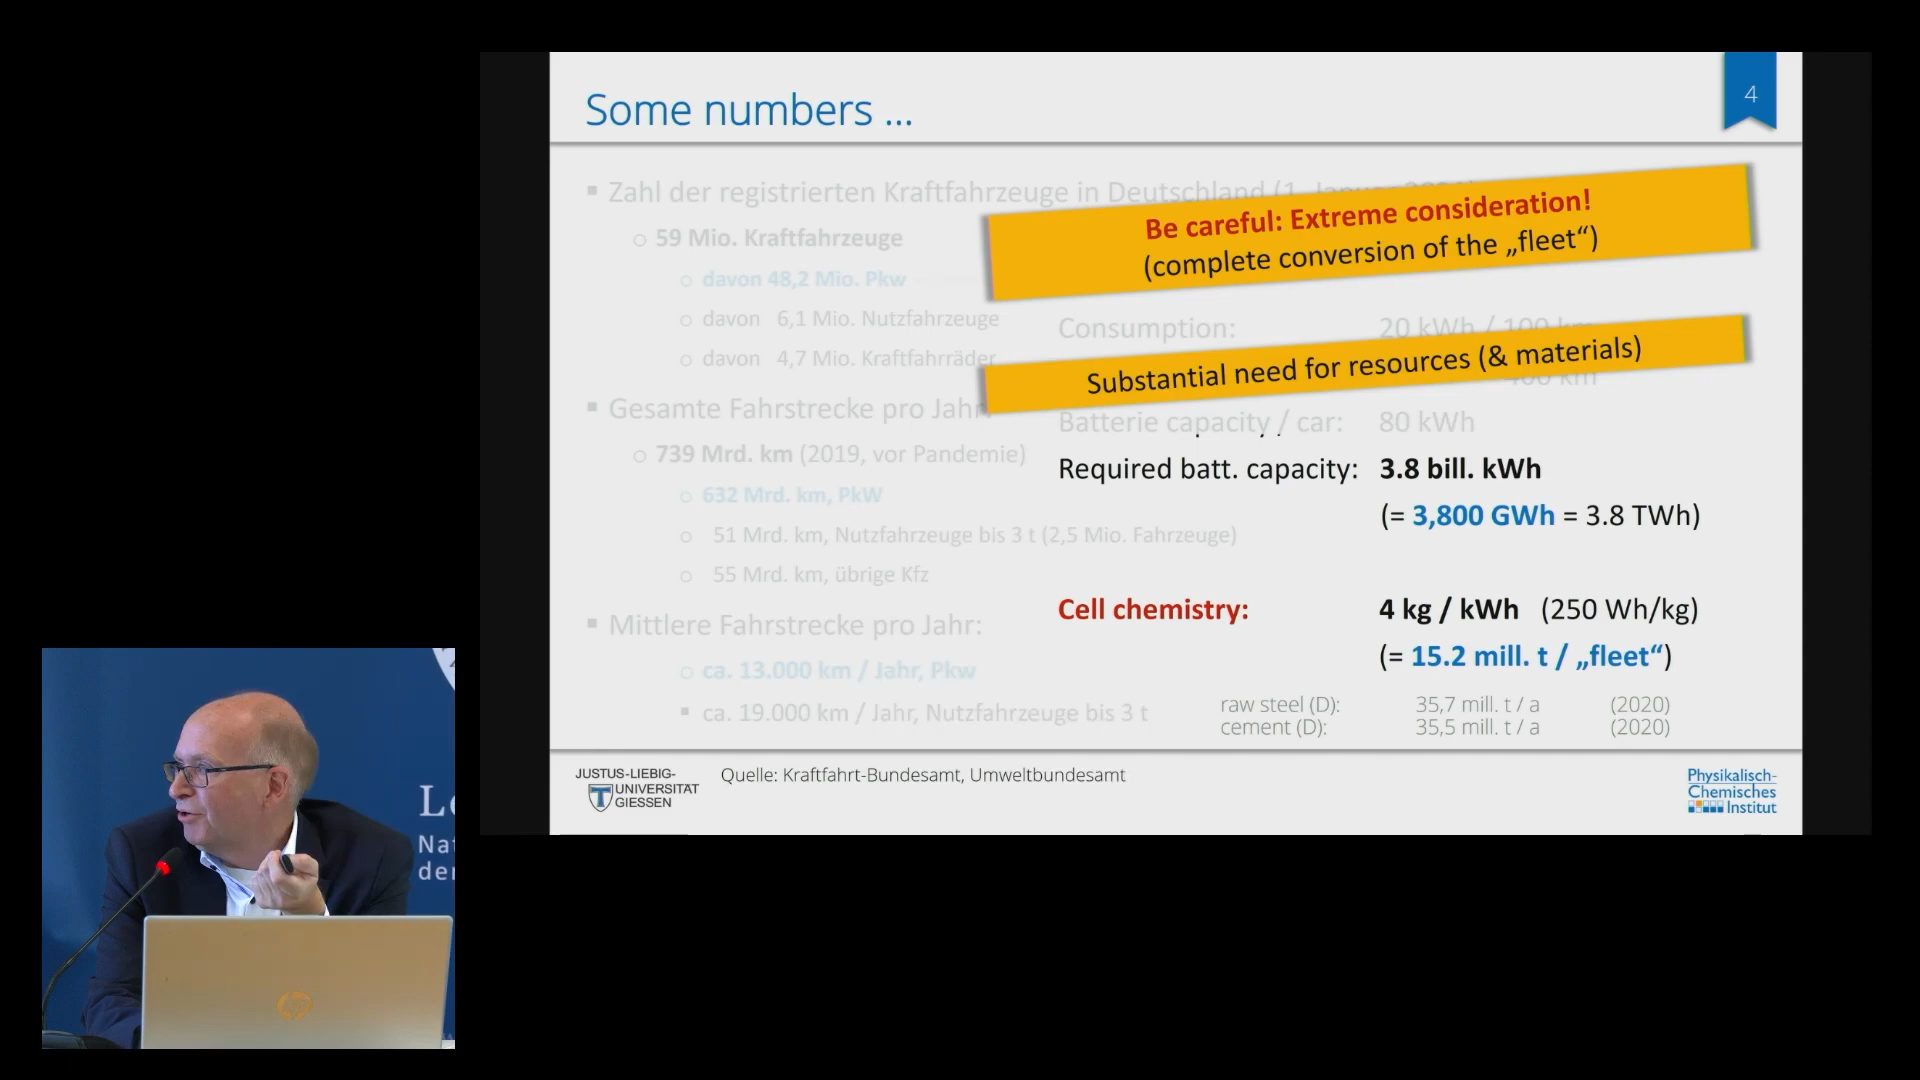 Some numbers ...
4
Zahl der registrierten Kraftfahrzeuge in Deutschland (1.
59 Mio. Kraftfahrzeuge
davon 48,2 Mio. Pkw
davon 6,1 Mio. Nutzfahrzeuge
davon 4,7 Mio. Kraftfahrräder
Gesamte Fahrstrecke pro Jahr
739 Mrd. km (2019, vor Pandemie)
632 Mrd. km, PkW
51 Mrd. km, Nutzfahrzeuge bis 3 t (2,5 Mio. Fahrzeuge)
55 Mrd. km, übrige Kfz
Mittlere Fahrstrecke pro Jahr:
ca. 13.000 km / Jahr, Pkw
ca. 19.000 km / Jahr, Nutzfahrzeuge bis 3 t
Be careful: Extreme consideration!
(complete conversion of the „fleet“)
Consumption: 20 kWh / 100 km
Substantial need for resources (& materials)
Batterie capacity / car: 80 kWh
Required batt. capacity: 3.8 bill. kWh
(= 3,800 GWh = 3.8 TWh)
Cell chemistry: 4 kg / kWh (250 Wh/kg)
(= 15.2 mill. t / „fleet“)
raw steel (D): 35,7 mill. t / a (2020)
cement (D): 35,5 mill. t / a (2020)
JUSTUS-LIEBIG-
UNIVERSITAT
GIESSEN
Quelle: Kraftfahrt-Bundesamt, Umweltbundesamt
Physikalisch-
Chemisches
Institut
hp